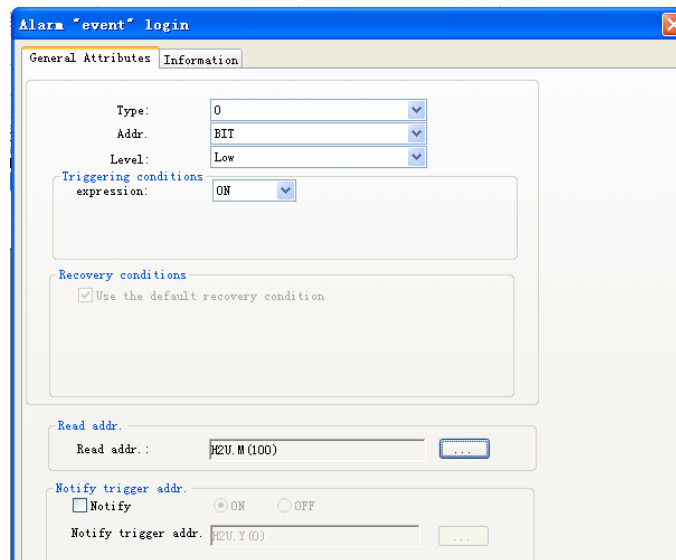 Alarm "event" login
General Attributes Information
Type: 0
Addr. BIT
Level: Low
Triggering conditions
expression: ON
Recovery conditions
Use the default recovery condition
Read addr.
Read addr.: H2U.M(100) ...
Notify trigger addr.
Notify ON OFF
Notify trigger addr. H2U.Y(0) ...